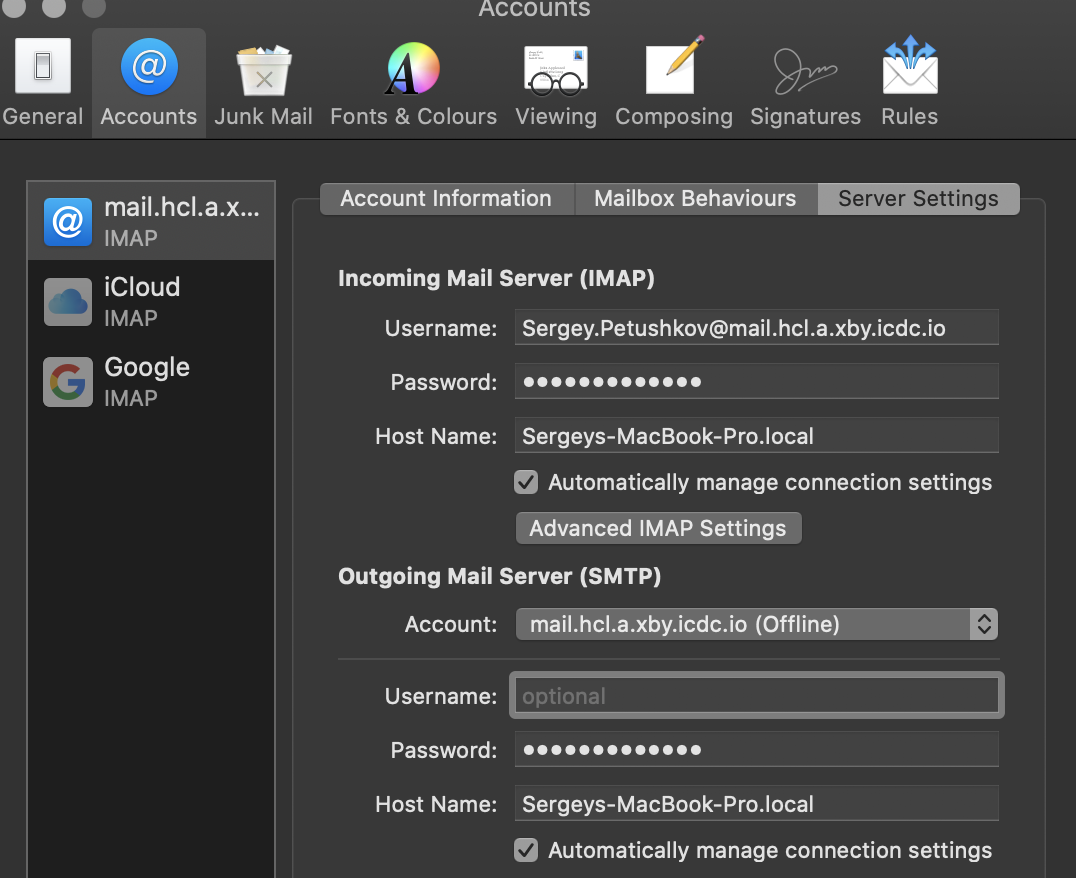 Accounts
General
Accounts
Junk Mail
Fonts & Colours
Viewing
Composing
Signatures
Rules
mail.hcl.a.x...
IMAP
iCloud
IMAP
Google
IMAP
Account Information
Mailbox Behaviours
Server Settings
Incoming Mail Server (IMAP)
Username: Sergey.Petushkov@mail.hcl.a.xby.icdc.io
Password: •••••••••••••
Host Name: Sergeys-MacBook-Pro.local
Automatically manage connection settings
Advanced IMAP Settings
Outgoing Mail Server (SMTP)
Account: mail.hcl.a.xby.icdc.io (Offline)
Username: optional
Password: •••••••••••••
Host Name: Sergeys-MacBook-Pro.local
Automatically manage connection settings